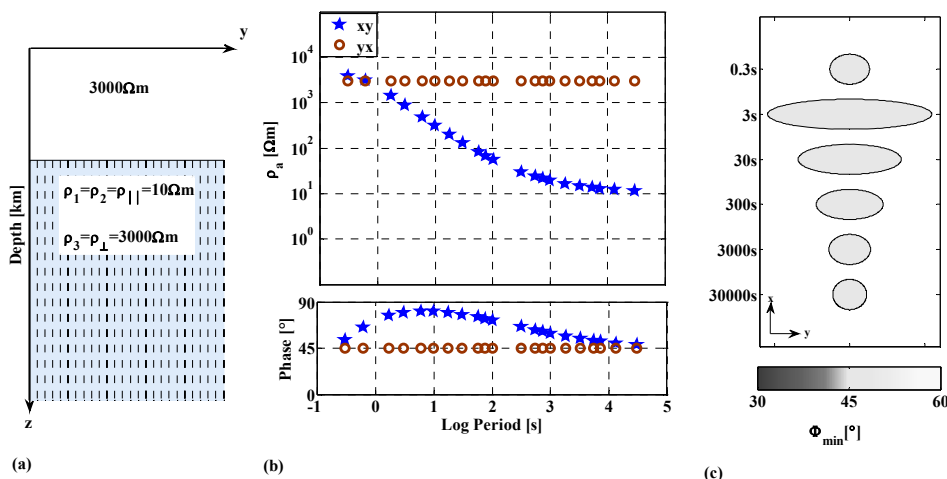 y
3000Ωm
ρ1=ρ2=ρ||=10Ωm
ρ3=ρ⊥=3000Ωm
Depth [km]
z
(a)
xy
yx
10^4
10^3
10^2
10^1
10^0
ρa [Ωm]
90
45
0
Phase [°]
-1 0 1 2 3 4 5
Log Period [s]
(b)
0.3s
3s
30s
300s
3000s
30000s
x
y
30 45 60
Φmin[°]
(c)